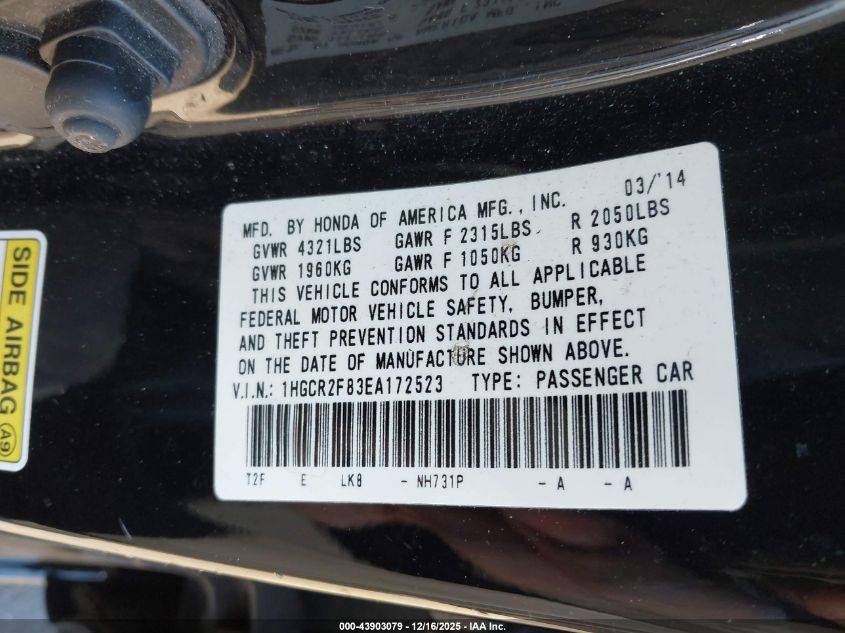 03/'14
MFD. BY HONDA OF AMERICA MFG., INC.
GVWR 4321LBS GAWR F 2315LBS R 2050LBS
GVWR 1960KG GAWR F 1050KG R 930KG
THIS VEHICLE CONFORMS TO ALL APPLICABLE
FEDERAL MOTOR VEHICLE SAFETY, BUMPER,
AND THEFT PREVENTION STANDARDS IN EFFECT
ON THE DATE OF MANUFACTURE SHOWN ABOVE.
V.I.N.: 1HGCR2F83EA172523 TYPE: PASSENGER CAR
T2F E LK8 - NH731P - A - A
SIDE AIRBAG A9
000-43903079 - 12/16/2025 - IAA Inc.